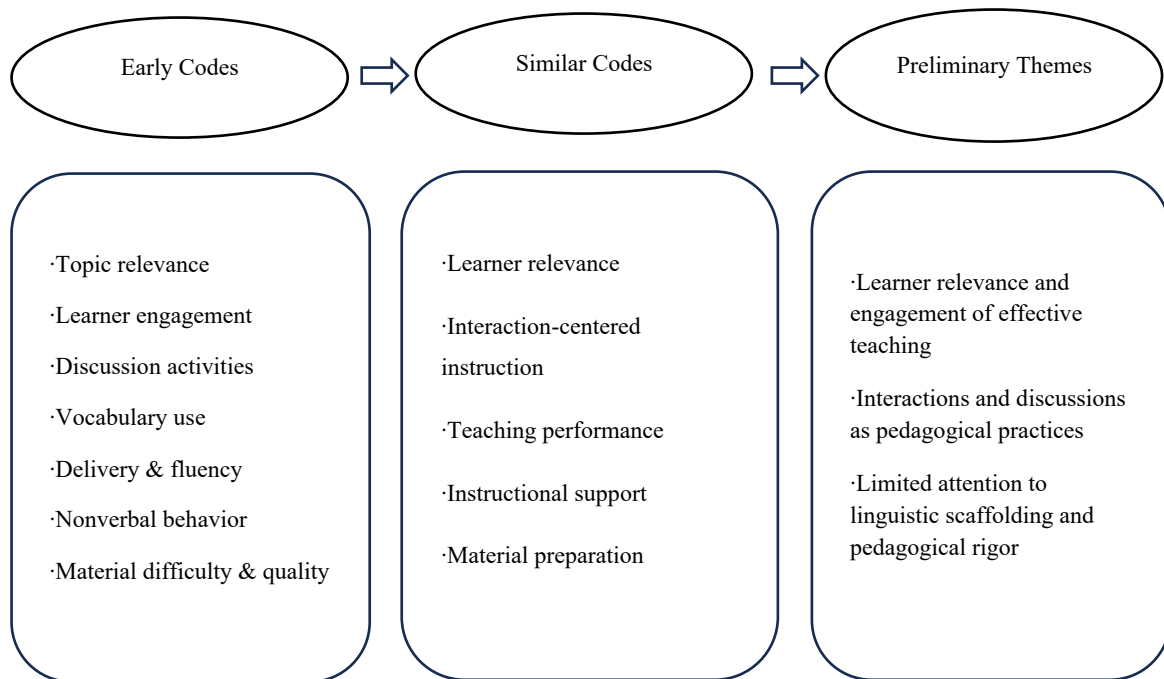 Early Codes
Similar Codes
Preliminary Themes
·Topic relevance
·Learner engagement
·Discussion activities
·Vocabulary use
·Delivery & fluency
·Nonverbal behavior
·Material difficulty & quality
·Learner relevance
·Interaction-centered
instruction
·Teaching performance
·Instructional support
·Material preparation
·Learner relevance and
engagement of effective
teaching
·Interactions and discussions
as pedagogical practices
·Limited attention to
linguistic scaffolding and
pedagogical rigor